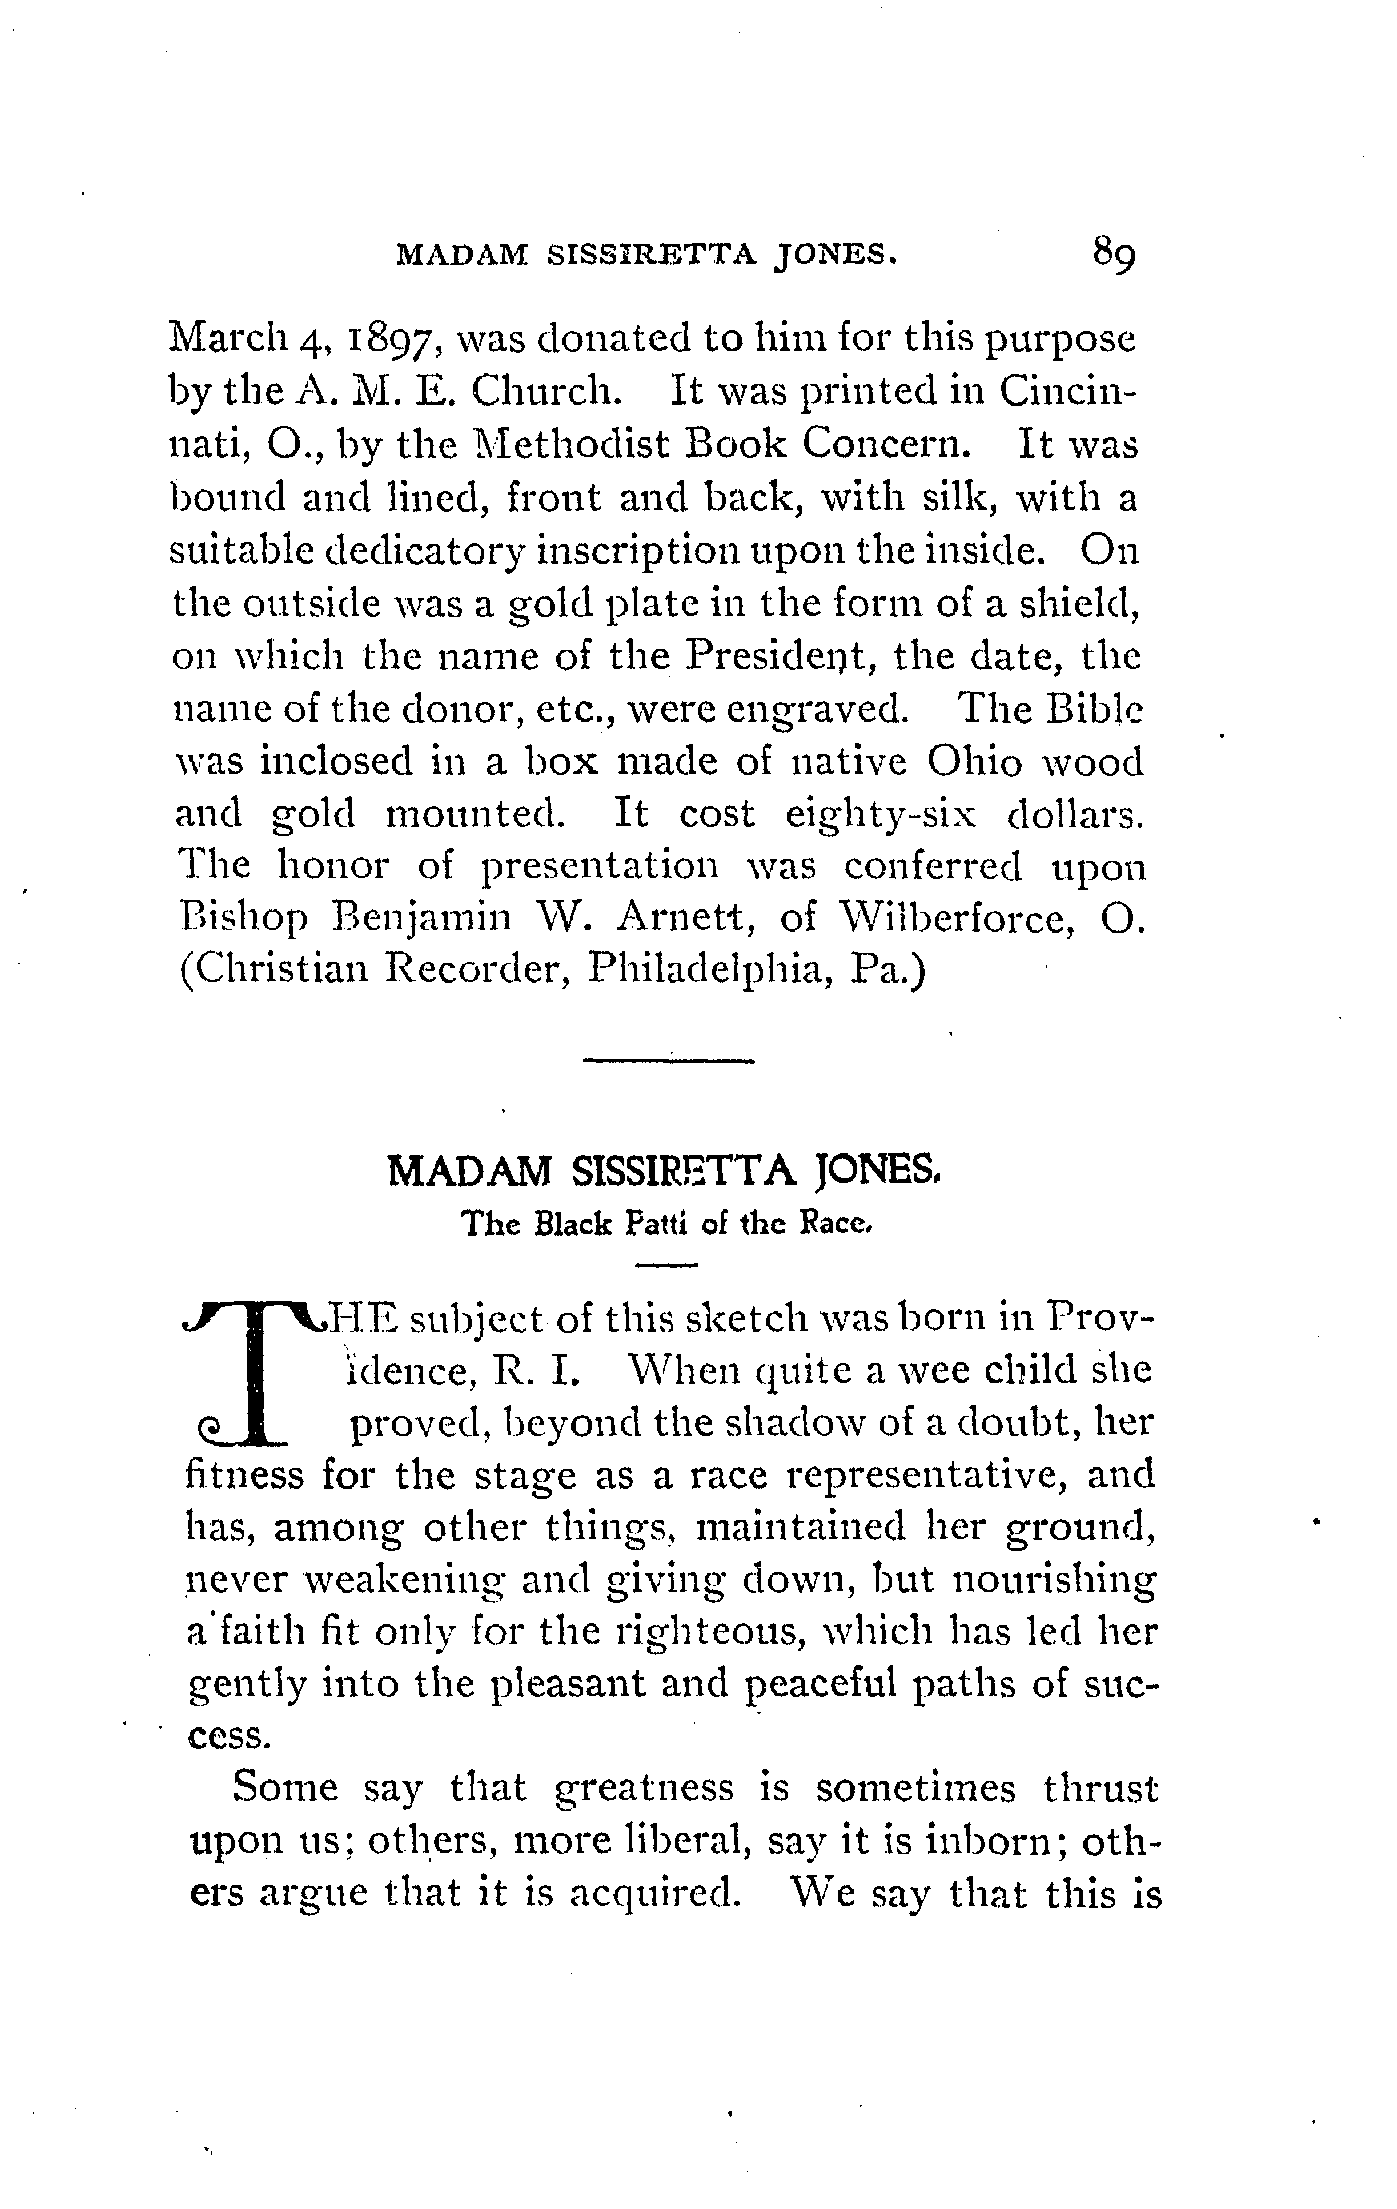 MADAM SISSIRETTA JONES. 89
March 4, 1897, was donated to him for this purpose
by the A. M. E. Church. It was printed in Cincin-
nati, O., by the Methodist Book Concern. It was
bound and lined, front and back, with silk, with a
suitable dedicatory inscription upon the inside. On
the outside was a gold plate in the form of a shield,
on which the name of the President, the date, the
name of the donor, etc., were engraved. The Bible
was inclosed in a box made of native Ohio wood
and gold mounted. It cost eighty-six dollars.
The honor of presentation was conferred upon
Bishop Benjamin W. Arnett, of Wilberforce, O.
(Christian Recorder, Philadelphia, Pa.)
MADAM SISSIRETTA JONES.
The Black Patti of the Race.
THE subject of this sketch was born in Prov-
idence, R. I. When quite a wee child she
proved, beyond the shadow of a doubt, her
fitness for the stage as a race representative, and
has, among other things, maintained her ground,
never weakening and giving down, but nourishing
a faith fit only for the righteous, which has led her
gently into the pleasant and peaceful paths of suc-
cess.
Some say that greatness is sometimes thrust
upon us; others, more liberal, say it is inborn; oth-
ers argue that it is acquired. We say that this is